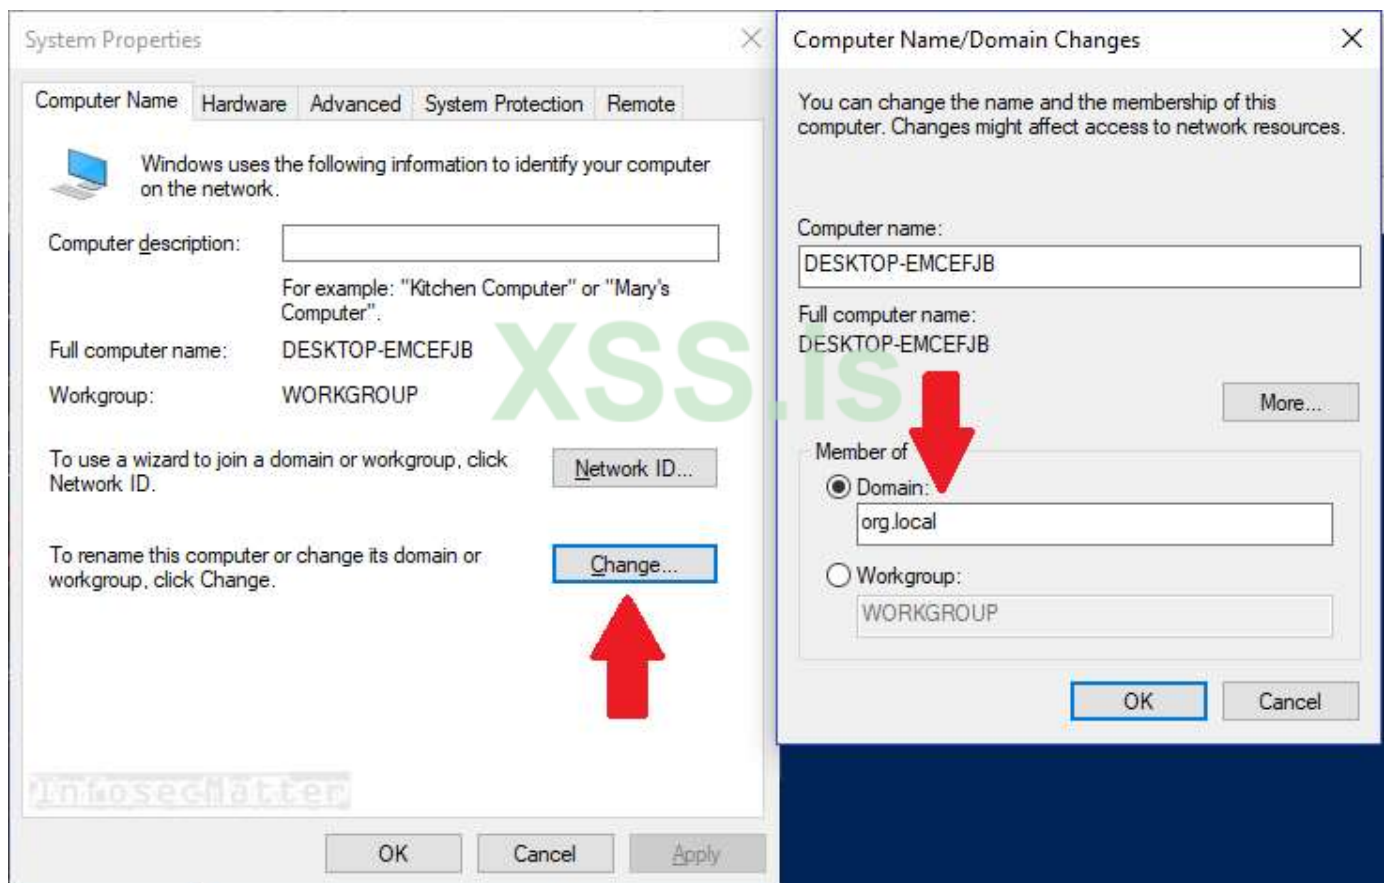 System Properties
Computer Name
Hardware
Advanced
System Protection
Remote
Windows uses the following information to identify your computer
on the network.
Computer description:
For example: "Kitchen Computer" or "Mary's
Computer".
Full computer name:
DESKTOP-EMCEFJB
Workgroup:
WORKGROUP
To use a wizard to join a domain or workgroup, click
Network ID.
Network ID...
To rename this computer or change its domain or
workgroup, click Change.
Change...
InfosecMatter
OK
Cancel
Apply
Computer Name/Domain Changes
You can change the name and the membership of this
computer. Changes might affect access to network resources.
Computer name:
DESKTOP-EMCEFJB
Full computer name:
DESKTOP-EMCEFJB
More...
Member of
Domain:
org.local
Workgroup:
WORKGROUP
OK
Cancel
XSS.is